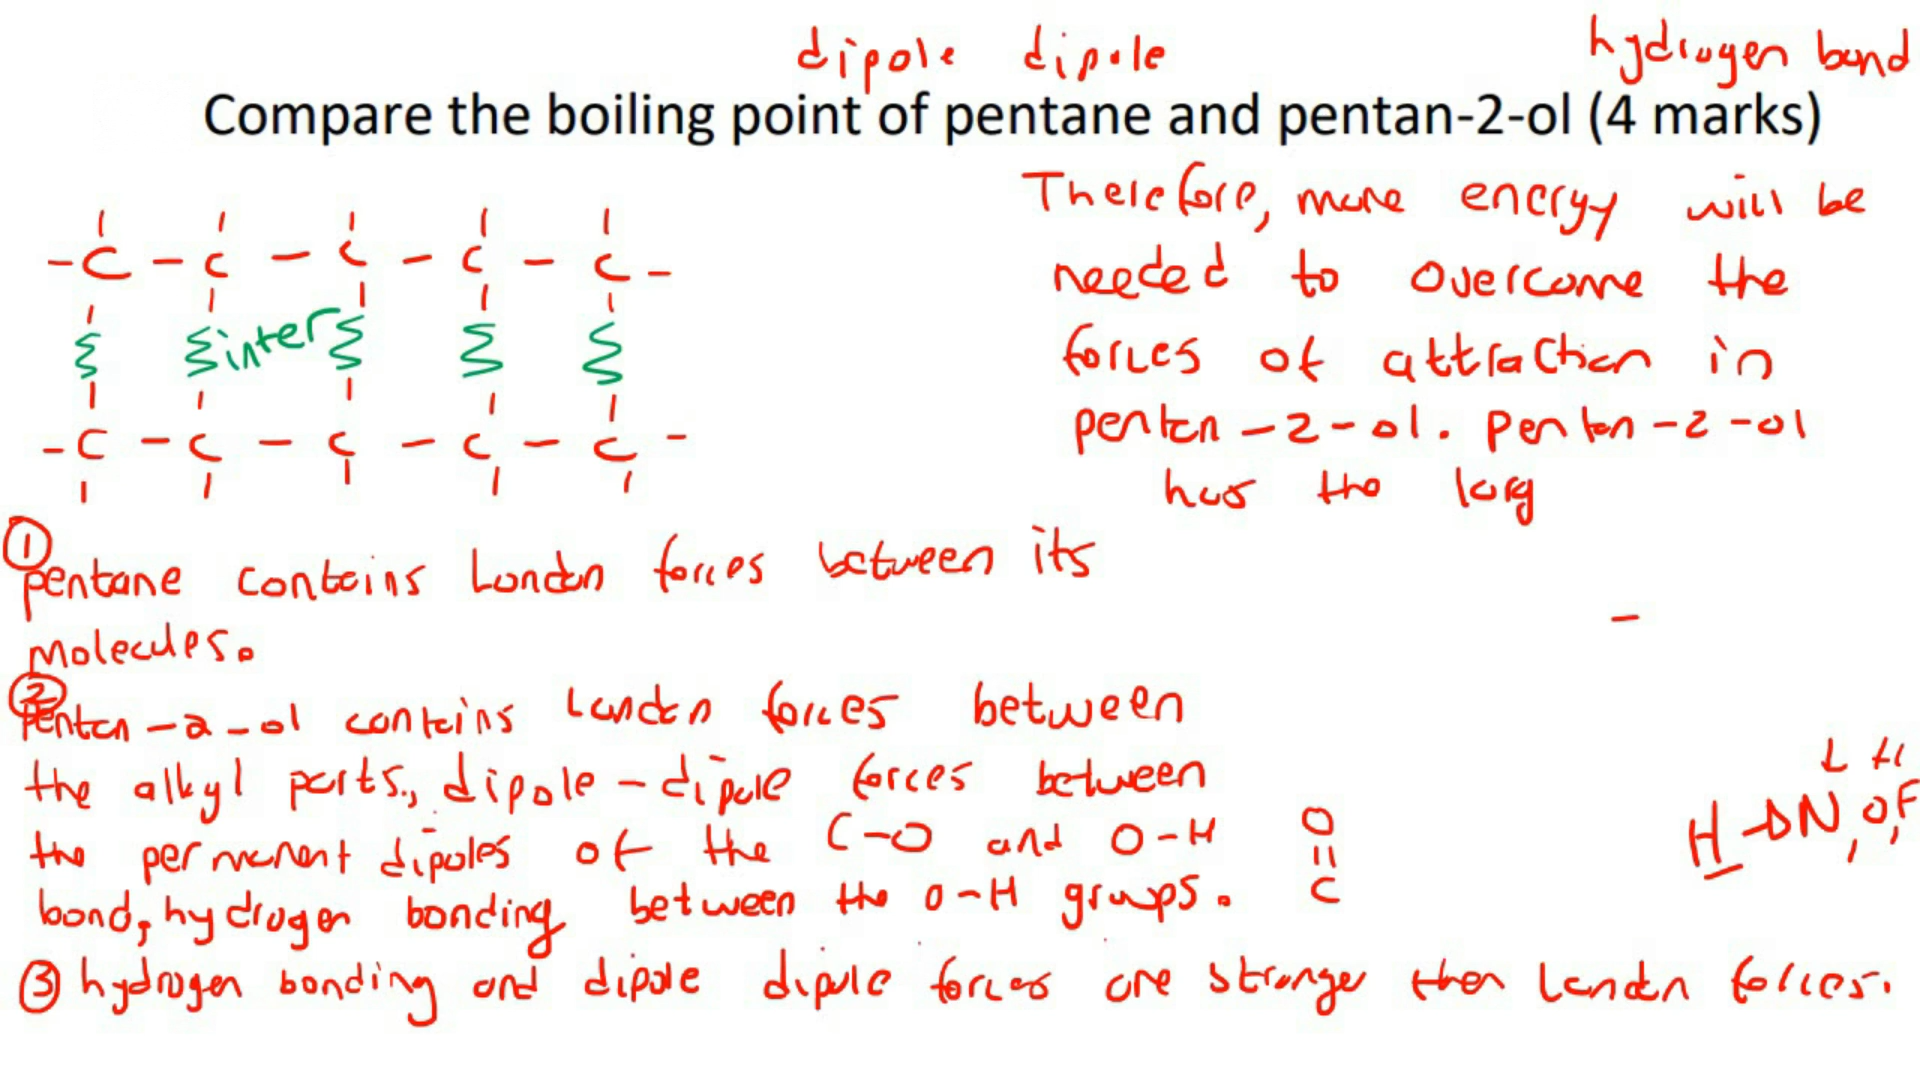 dipole dipole
hydrogen bond
Compare the boiling point of pentane and pentan-2-ol (4 marks)
Therefore, more energy will be
needed to overcome the
forces of attraction in
pentan-2-ol. pentan-2-ol
has the larg
C - C - C - C - C
inter
C - C - C - C - C
① pentane contains London forces between its
molecules.
② Pentan-2-ol contains London forces between
the alkyl parts, dipole-dipole forces between
the permanent dipoles of the C-O and O-H
bond, hydrogen bonding between the O-H groups.
O
=
C
H N, O, F
③ hydrogen bonding and dipole dipole forces are stronger then London forces.